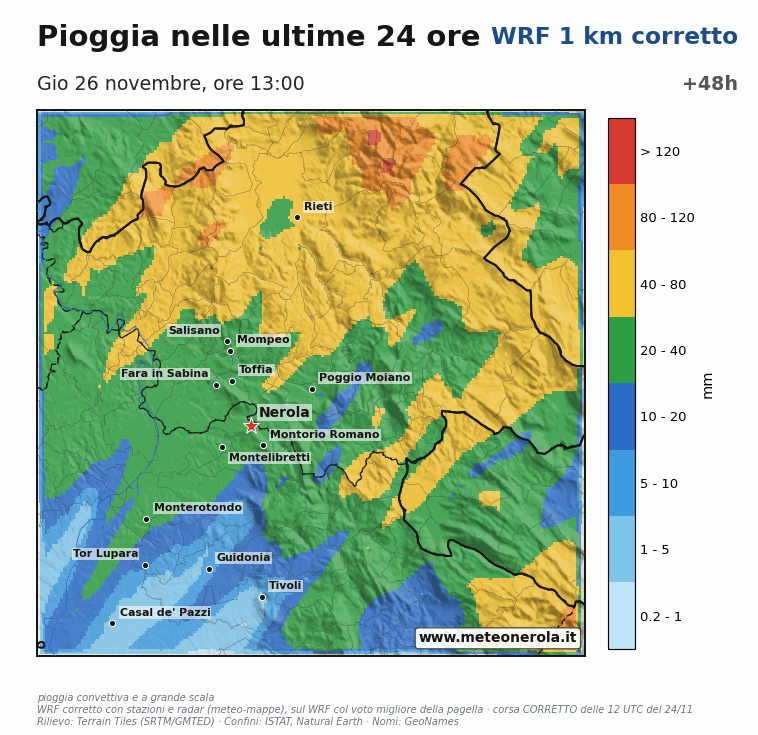 Pioggia nelle ultime 24 ore WRF 1 km corretto
Gio 26 novembre, ore 13:00 +48h
> 120
80 - 120
40 - 80
20 - 40
10 - 20
5 - 10
1 - 5
0.2 - 1
mm
Rieti
Salisano
Mompeo
Toffia
Fara in Sabina
Poggio Moiano
Nerola
Montorio Romano
Montelibretti
Monterotondo
Tor Lupara
Guidonia
Tivoli
Casal de' Pazzi
www.meteonerola.it
pioggia convettiva e a grande scala
WRF corretto con stazioni e radar (meteo-mappe), sul WRF col voto migliore della pagella · corsa CORRETTO delle 12 UTC del 24/11
Rilievo: Terrain Tiles (SRTM/GMTED) · Confini: ISTAT, Natural Earth · Nomi: GeoNames